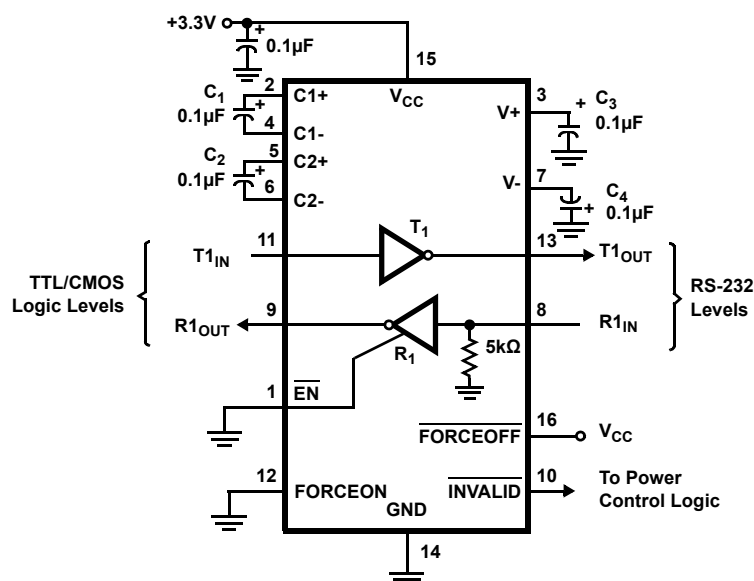 +3.3V
+
0.1µF
15
VCC
C1
0.1µF
+
2
C1+
4
C1-
C2
0.1µF
+
5
C2+
6
C2-
3
V+
+
C3
0.1µF
7
V-
C4
+
0.1µF
TTL/CMOS
Logic Levels
T1IN
11
T1
13
T1OUT
R1OUT
9
R1
5kΩ
8
R1IN
RS-232
Levels
1
EN
16
FORCEOFF
VCC
12
FORCEON
10
INVALID
To Power
Control Logic
GND
14